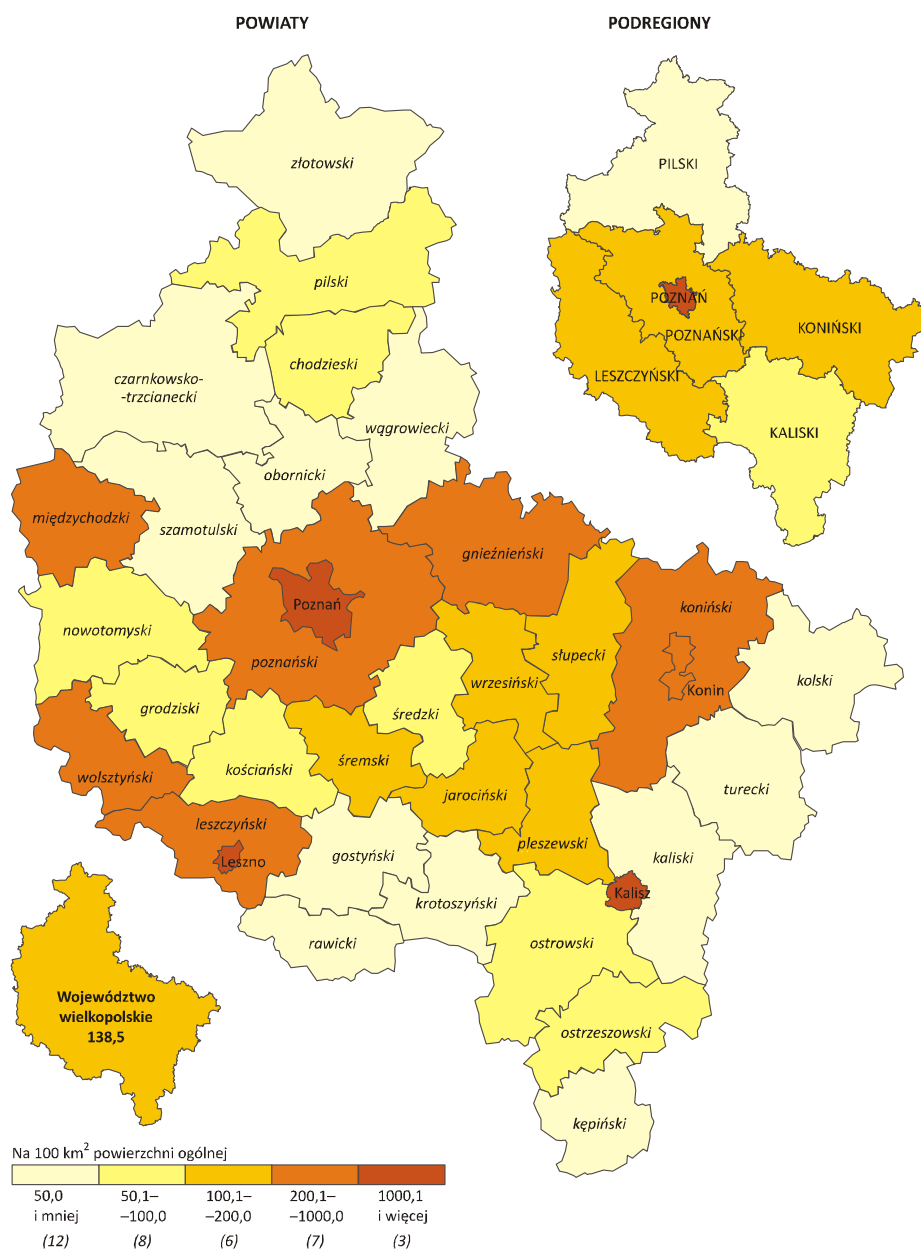 POWIATY
PODREGIONY
złotowski
pilski
chodzieski
czarnkowsko-
-trzcianecki
wągrowiecki
obornicki
międzychodzki
szamotulski
gnieźnieński
Poznań
poznański
koniński
Konin
nowotomyski
słupecki
wrzesiński
kolski
grodziski
średzki
wolsztyński
kościański
śremski
jarociński
turecki
leszczyński
Leszno
gostyński
pleszewski
kaliski
Kalisz
krotoszyński
rawicki
ostrowski
ostrzeszowski
kępiński
PILSKI
POZNAŃ
POZNAŃSKI
KONIŃSKI
LESZCZYŃSKI
KALISKI
Województwo
wielkopolskie
138,5
Na 100 km² powierzchni ogólnej
50,0 50,1– 100,1– 200,1– 1000,1
i mniej –100,0 –200,0 –1000,0 i więcej
(12) (8) (6) (7) (3)